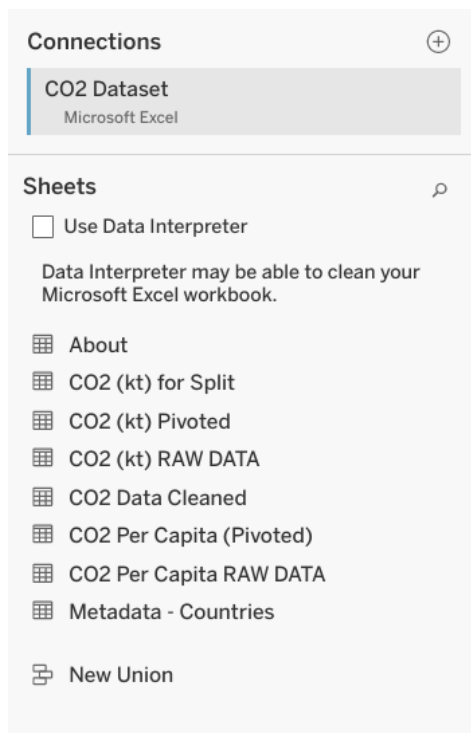 Connections
CO2 Dataset
Microsoft Excel
Sheets
Use Data Interpreter
Data Interpreter may be able to clean your
Microsoft Excel workbook.
About
CO2 (kt) for Split
CO2 (kt) Pivoted
CO2 (kt) RAW DATA
CO2 Data Cleaned
CO2 Per Capita (Pivoted)
CO2 Per Capita RAW DATA
Metadata - Countries
New Union